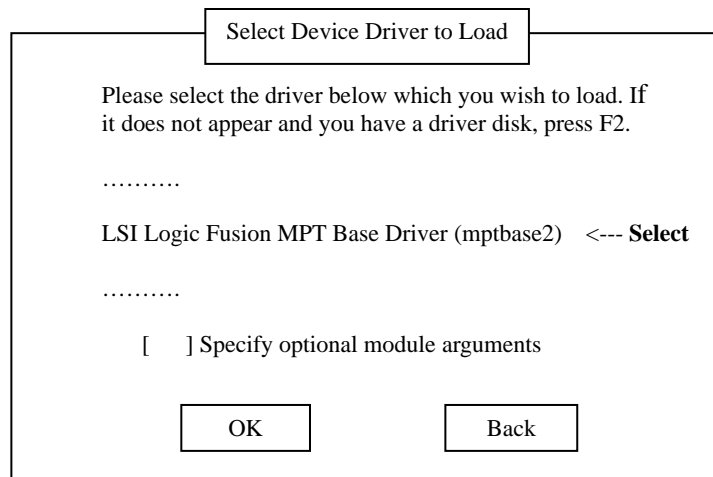 Select Device Driver to Load
Please select the driver below which you wish to load. If
it does not appear and you have a driver disk, press F2.
……….
LSI Logic Fusion MPT Base Driver (mptbase2) <--- Select
……….
[ ] Specify optional module arguments
OK Back